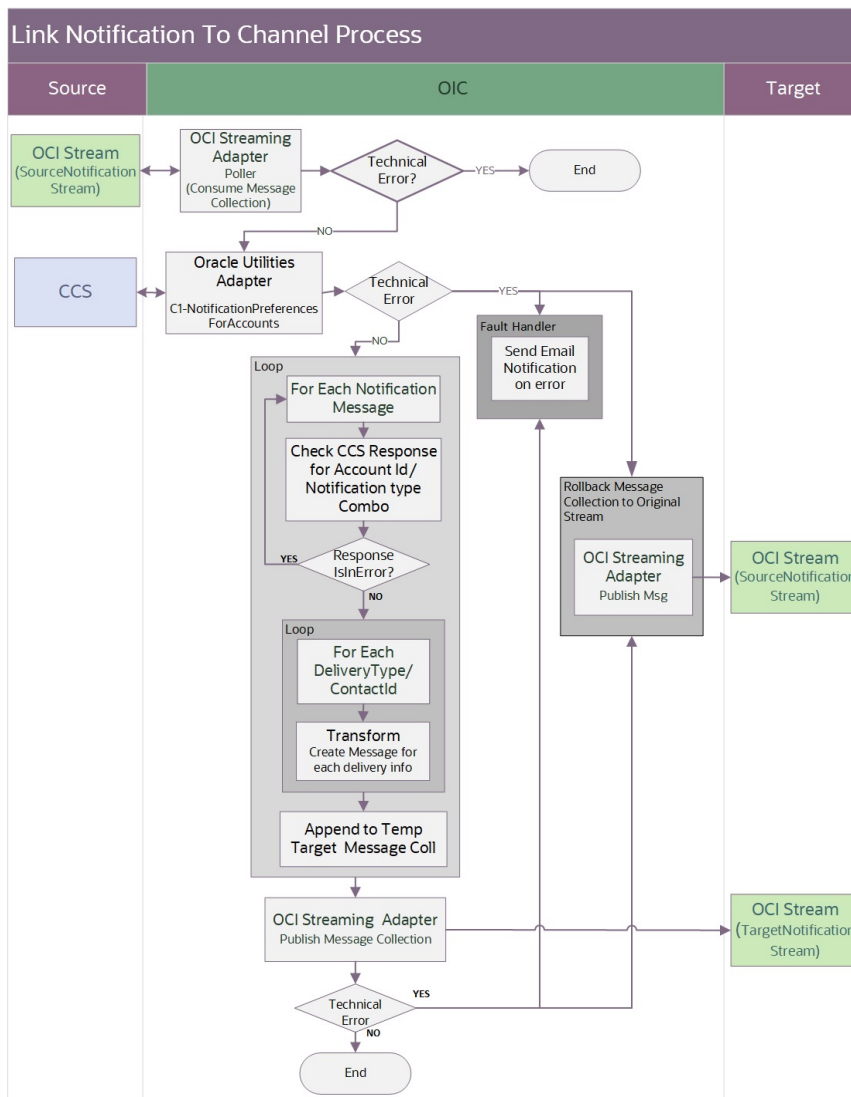 Link Notification To Channel Process
Source
OIC
Target
OCI Stream
(SourceNotification
Stream)
OCI Streaming
Adapter
Poller
(Consume Message
Collection)
Technical
Error?
YES
End
NO
CCS
Oracle Utilities
Adapter
C1-NotificationPreferences
ForAccounts
Technical
Error
YES
NO
Fault Handler
Send Email
Notification
on error
Loop
For Each Notification
Message
Check CCS Response
for Account Id/
Notification type
Combo
Response
IsInError?
YES
NO
Rollback Message
Collection to Original
Stream
OCI Streaming
Adapter
Publish Msg
OCI Stream
(SourceNotification
Stream)
Loop
For Each
DeliveryType/
ContactId
Transform
Create Message for
each delivery info
Append to Temp
Target Message Coll
OCI Streaming Adapter
Publish Message Collection
OCI Stream
(TargetNotification
Stream)
Technical
Error
YES
NO
End